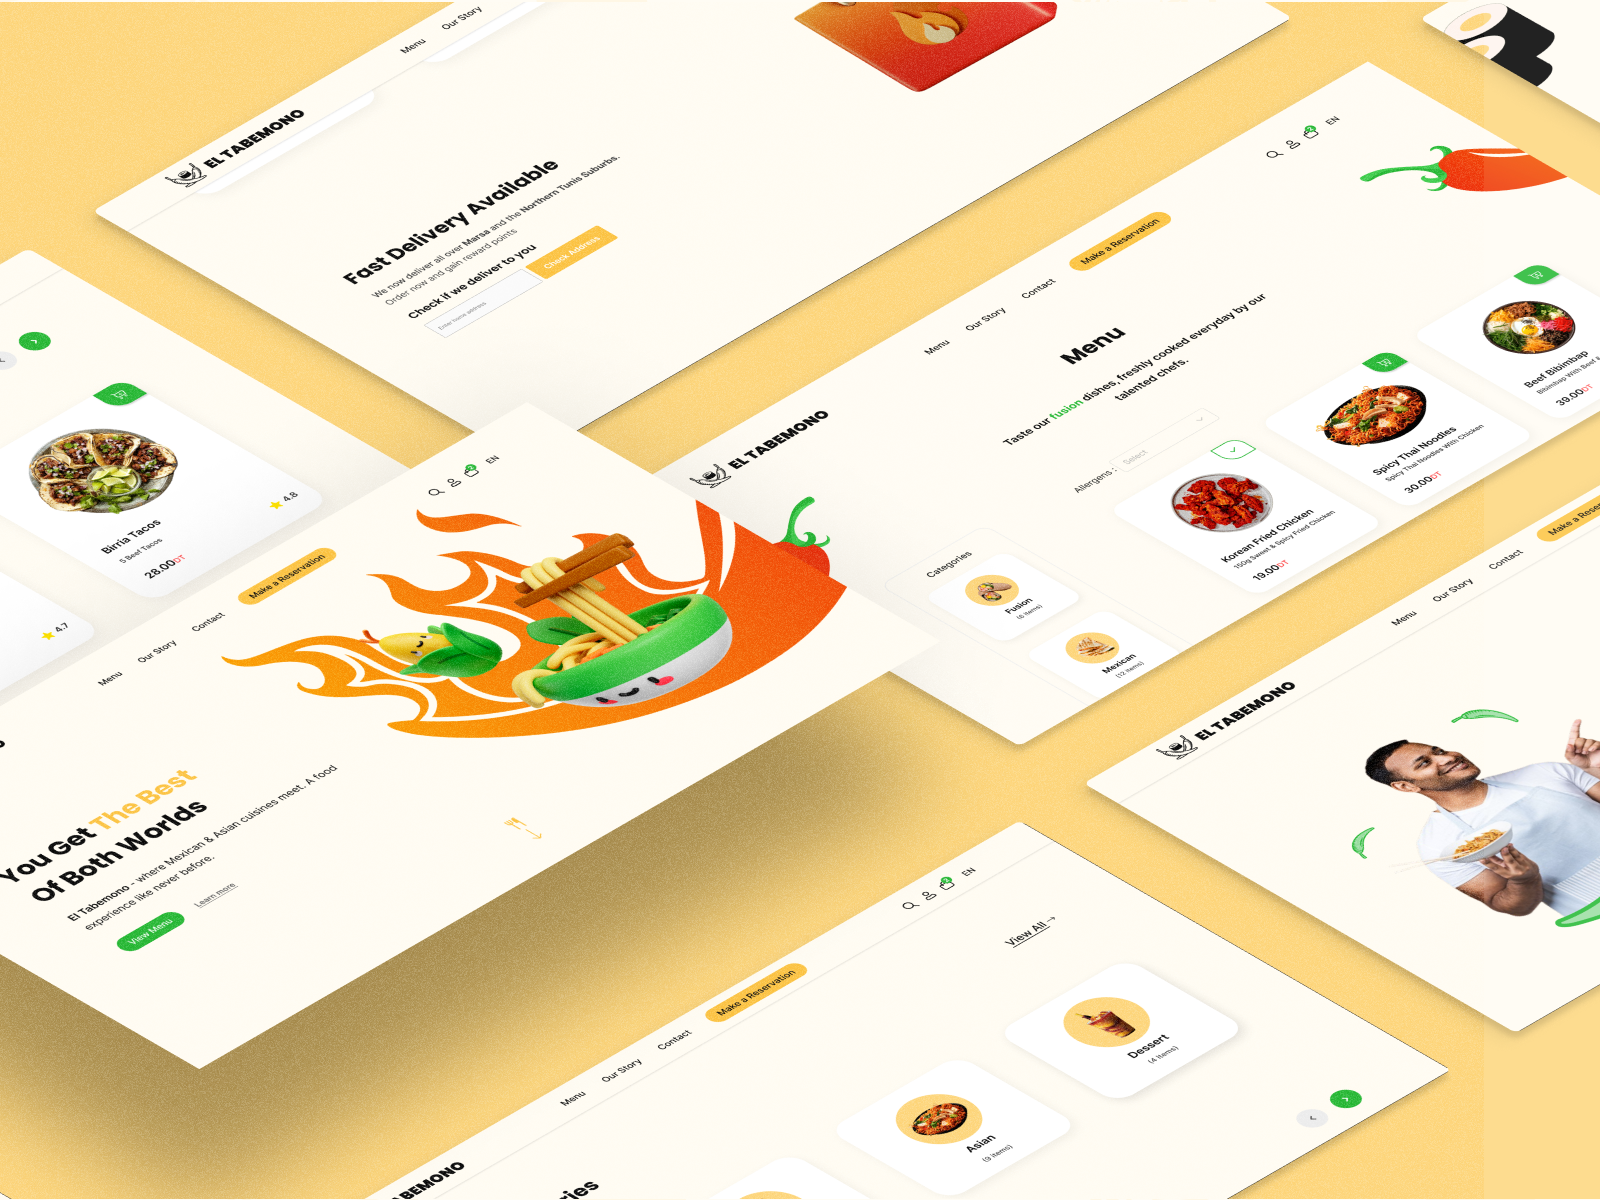 Menu
Our Story
EL TABEMONO
Fast Delivery Available
We now deliver all over Marsa and the Northern Tunis Suburbs.
Order now and gain reward points
Check if we deliver to you
Enter home address
Check Address
EN
Menu
Our Story
Contact
Make a Reservation
EL TABEMONO
Menu
Taste our fusion dishes, freshly cooked everyday by our
talented chefs.
Allergens :
Select
Categories
Fusion
(6 items)
Mexican
(12 items)
Korean Fried Chicken
150g Sweet & Spicy Fried Chicken
19.00DT
Spicy Thai Noodles
Spicy Thai Noodles With Chicken
30.00DT
Beef Bibimbap
Bibimbap With Beef &
39.00DT
Birria Tacos
5 Beef Tacos
28.00DT
4.8
4.7
EN
Menu
Our Story
Contact
Make a Reservation
You Get The Best
Of Both Worlds
El Tabemono - where Mexican & Asian cuisines meet. A food
experience like never before.
View Menu
Learn more
Menu
Our Story
Contact
Make a Reser
EL TABEMONO
EN
Menu
Our Story
Contact
Make a Reservation
View All →
Dessert
(4 items)
Asian
(9 items)
ABEMONO
ries